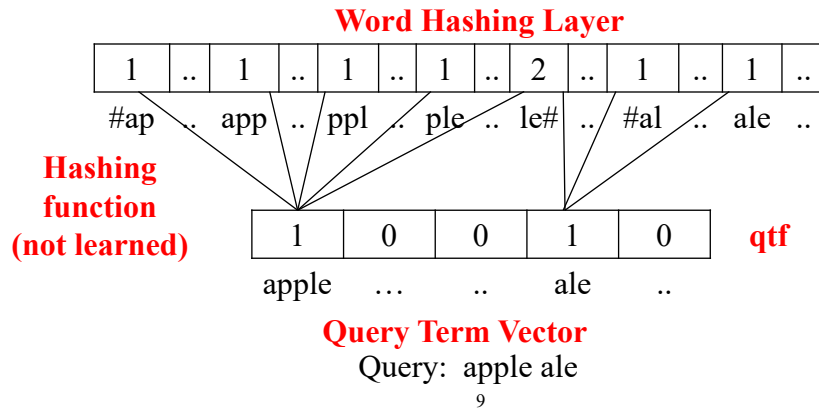 Word Hashing Layer
1 .. 1 .. 1 .. 1 .. 2 .. 1 .. 1 ..
#ap .. app .. ppl .. ple .. le# .. #al .. ale ..
Hashing
function
(not learned)
1 0 0 1 0 qtf
apple … .. ale ..
Query Term Vector
Query: apple ale
9